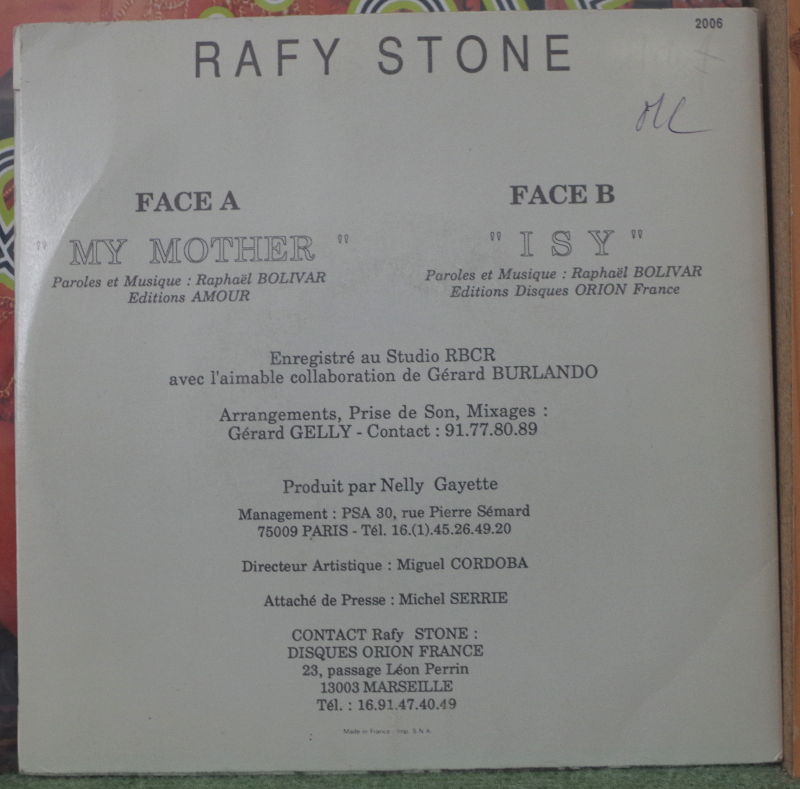 2006
RAFY STONE
FACE A
" MY MOTHER "
Paroles et Musique : Raphaël BOLIVAR
Editions AMOUR
FACE B
" I S Y "
Paroles et Musique : Raphaël BOLIVAR
Editions Disques ORION France
Enregistré au Studio RBCR
avec l'aimable collaboration de Gérard BURLANDO
Arrangements, Prise de Son, Mixages :
Gérard GELLY - Contact : 91.77.80.89
Produit par Nelly Gayette
Management : PSA 30, rue Pierre Sémard
75009 PARIS - Tél. 16.(1).45.26.49.20
Directeur Artistique : Miguel CORDOBA
Attaché de Presse : Michel SERRIE
CONTACT Rafy STONE :
DISQUES ORION FRANCE
23, passage Léon Perrin
13003 MARSEILLE
Tél. : 16.91.47.40.49
Made in France - Imp. S.N.A.